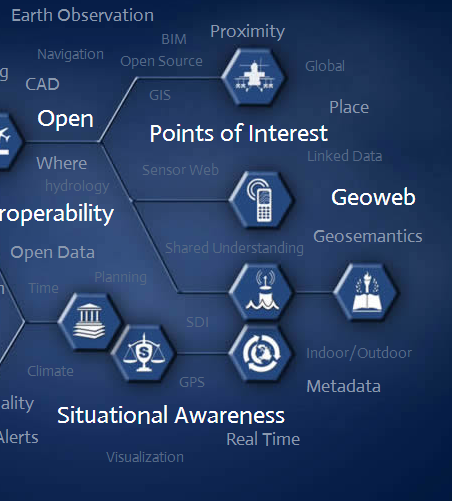 Earth Observation
Proximity
BIM
Navigation
Open Source
Global
g
CAD
GIS
Place
Open
Points of Interest
Linked Data
Where
Sensor Web
hydrology
Geoweb
roperability
Geosemantics
Shared Understanding
Open Data
Planning
Time
SDI
Indoor/Outdoor
Climate
GPS
Metadata
ality
Situational Awareness
Alerts
Real Time
Visualization